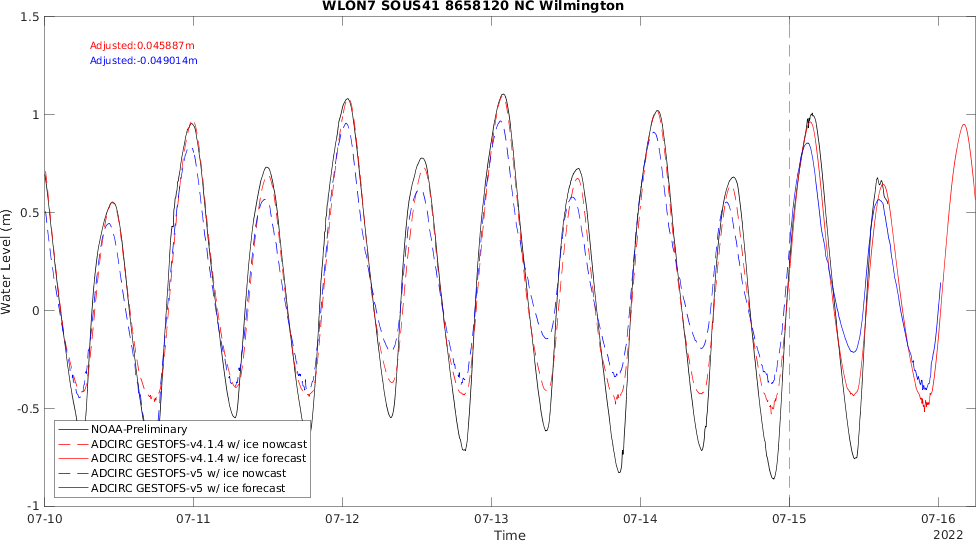 WLON7 SOUS41 8658120 NC Wilmington
1.5
Adjusted:0.045887m
Adjusted:-0.049014m
1
0.5
0
-0.5
-1
Water Level (m)
NOAA-Preliminary
ADCIRC GESTOFS-v4.1.4 w/ ice nowcast
ADCIRC GESTOFS-v4.1.4 w/ ice forecast
ADCIRC GESTOFS-v5 w/ ice nowcast
ADCIRC GESTOFS-v5 w/ ice forecast
07-10 07-11 07-12 07-13 07-14 07-15 07-16
Time
2022